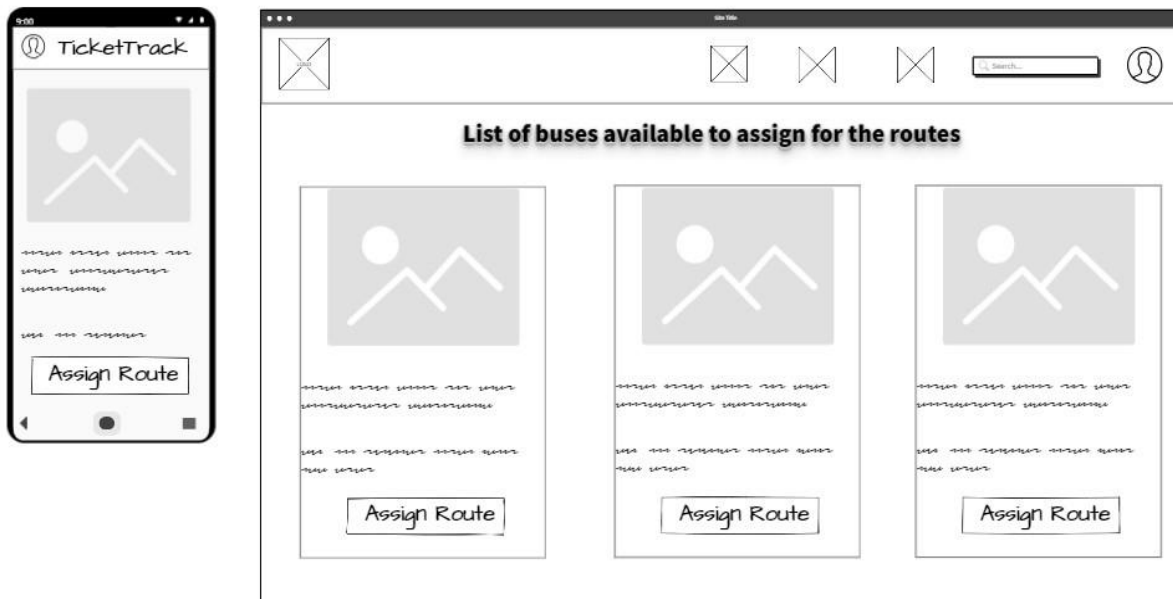 9:00
TicketTrack
Assign Route
Site Title
LOGO
Search...
List of buses available to assign for the routes
Assign Route
Assign Route
Assign Route